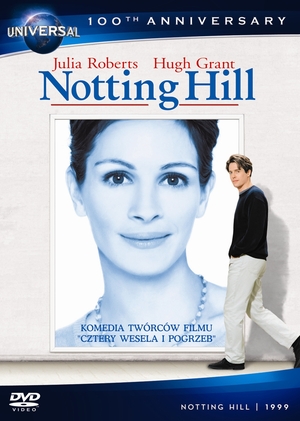 UNIVERSAL
100TH ANNIVERSARY
Julia Roberts Hugh Grant
Notting Hill
KOMEDIA TWÓRCÓW FILMU
"CZTERY WESELA I POGRZEB"
DVD
VIDEO
NOTTING HILL | 1999